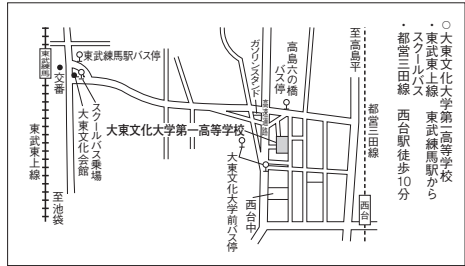 ○大東文化大学第一高等学校
・東武東上線 東武練馬駅から
スクールバス
・都営三田線 西台駅徒歩10分
至高島平
都営三田線
西台
高島六の橋
バス停
ガソリンスタンド
大東文化大学第一高等学校
西台中
大東文化大学前バス停
東武練馬駅バス停
スクールバス乗場
大東文化会館
交番
東武練馬
東武東上線
至池袋